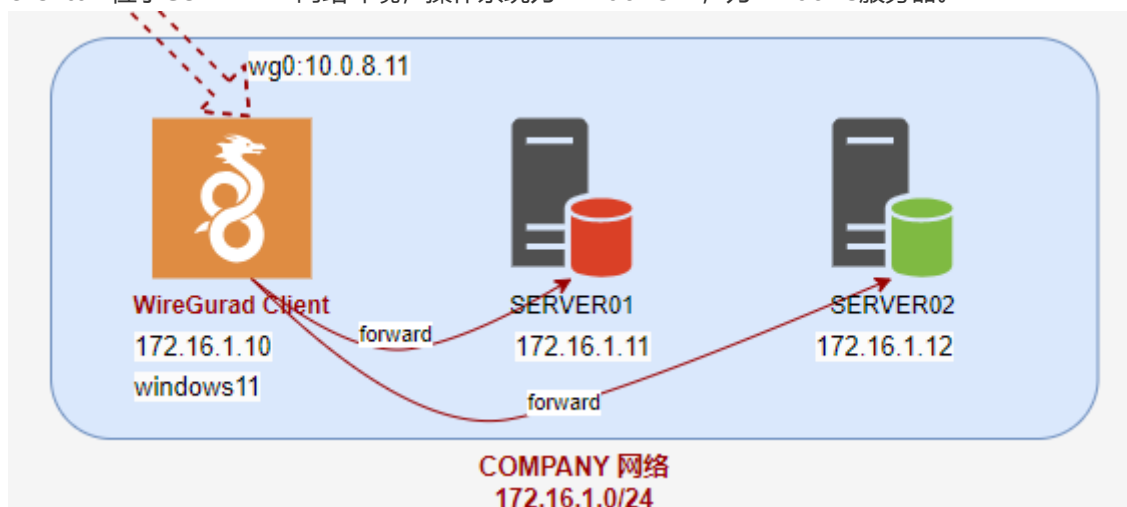 wg0:10.0.8.11
WireGurad Client
172.16.1.10
windows11
forward
forward
SERVER01
172.16.1.11
SERVER02
172.16.1.12
COMPANY 网络
172.16.1.0/24